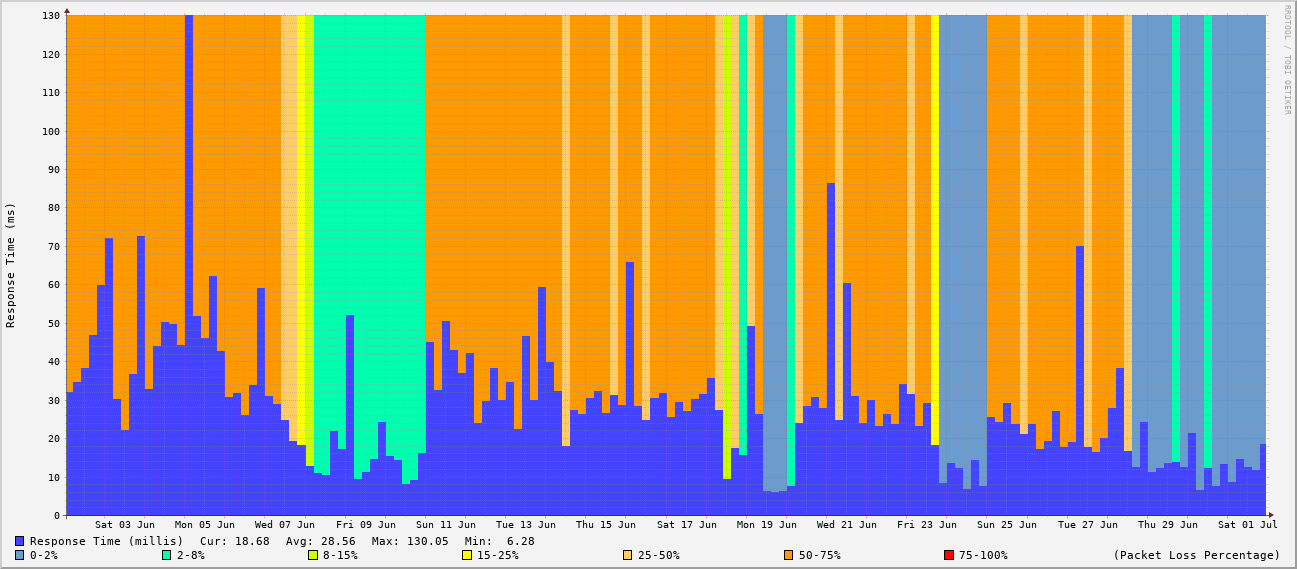 RRDTOOL / TOBI OETIKER
Response Time (ms)
130
120
110
100
90
80
70
60
50
40
30
20
10
0
Sat 03 Jun Mon 05 Jun Wed 07 Jun Fri 09 Jun Sun 11 Jun Tue 13 Jun Thu 15 Jun Sat 17 Jun Mon 19 Jun Wed 21 Jun Fri 23 Jun Sun 25 Jun Tue 27 Jun Thu 29 Jun Sat 01 Jul
Response Time (millis) Cur: 18.68 Avg: 28.56 Max: 130.05 Min: 6.28
0-2% 2-8% 8-15% 15-25% 25-50% 50-75% 75-100% (Packet Loss Percentage)